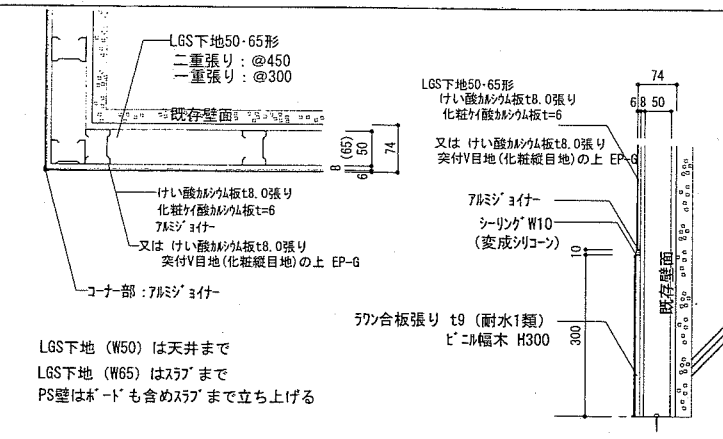 LGS下地50・65形
二重張り：@450
一重張り：@300
既存壁面
8
(65)
50
6
74
けい酸ｶﾙｼｳﾑ板t8.0張り
化粧ｹｲ酸ｶﾙｼｳﾑ板t=6
ｱﾙﾐｼﾞｮｲﾅｰ
又は けい酸ｶﾙｼｳﾑ板t8.0張り
突付V目地(化粧縦目地)の上 EP-G
ｺｰﾅｰ部：ｱﾙﾐｼﾞｮｲﾅｰ
LGS下地 (W50) は天井まで
LGS下地 (W65) はｽﾗﾌﾞまで
PS壁はﾎﾞｰﾄﾞも含めｽﾗﾌﾞまで立ち上げる
74
6 8 50
LGS下地50・65形
けい酸ｶﾙｼｳﾑ板t8.0張り
化粧ｹｲ酸ｶﾙｼｳﾑ板t=6
又は けい酸ｶﾙｼｳﾑ板t8.0張り
突付V目地(化粧縦目地)の上 EP-G
ｱﾙﾐｼﾞｮｲﾅｰ
ｼｰﾘﾝｸﾞW10
(変成ｼﾘｺｰﾝ)
10
既存壁面
ﾗﾜﾝ合板張り t9 (耐水1類)
ﾋﾞﾆﾙ幅木 H300
300